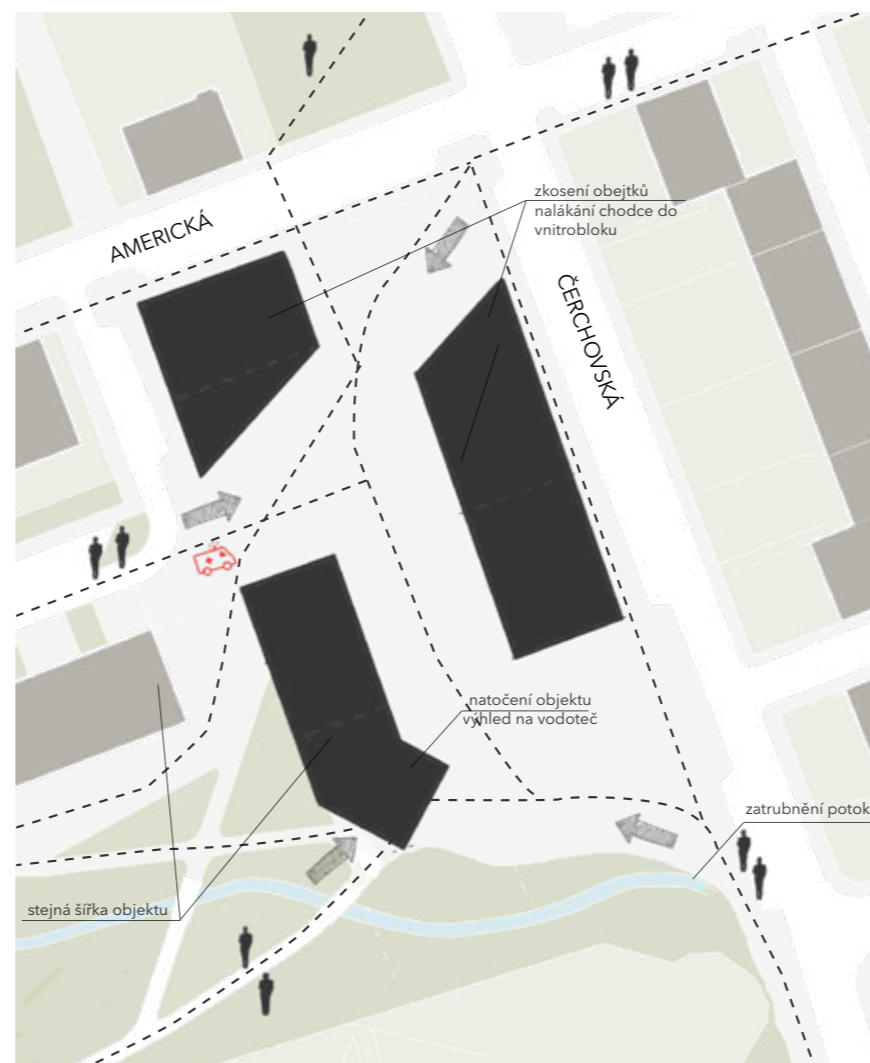 zkosení obejtků
nalákání chodce do
vnitrobloku
AMERICKÁ
ČERCHOVSKÁ
natočení objektu
výhled na vodoteč
zatrubnění potok
stejná šířka objektu